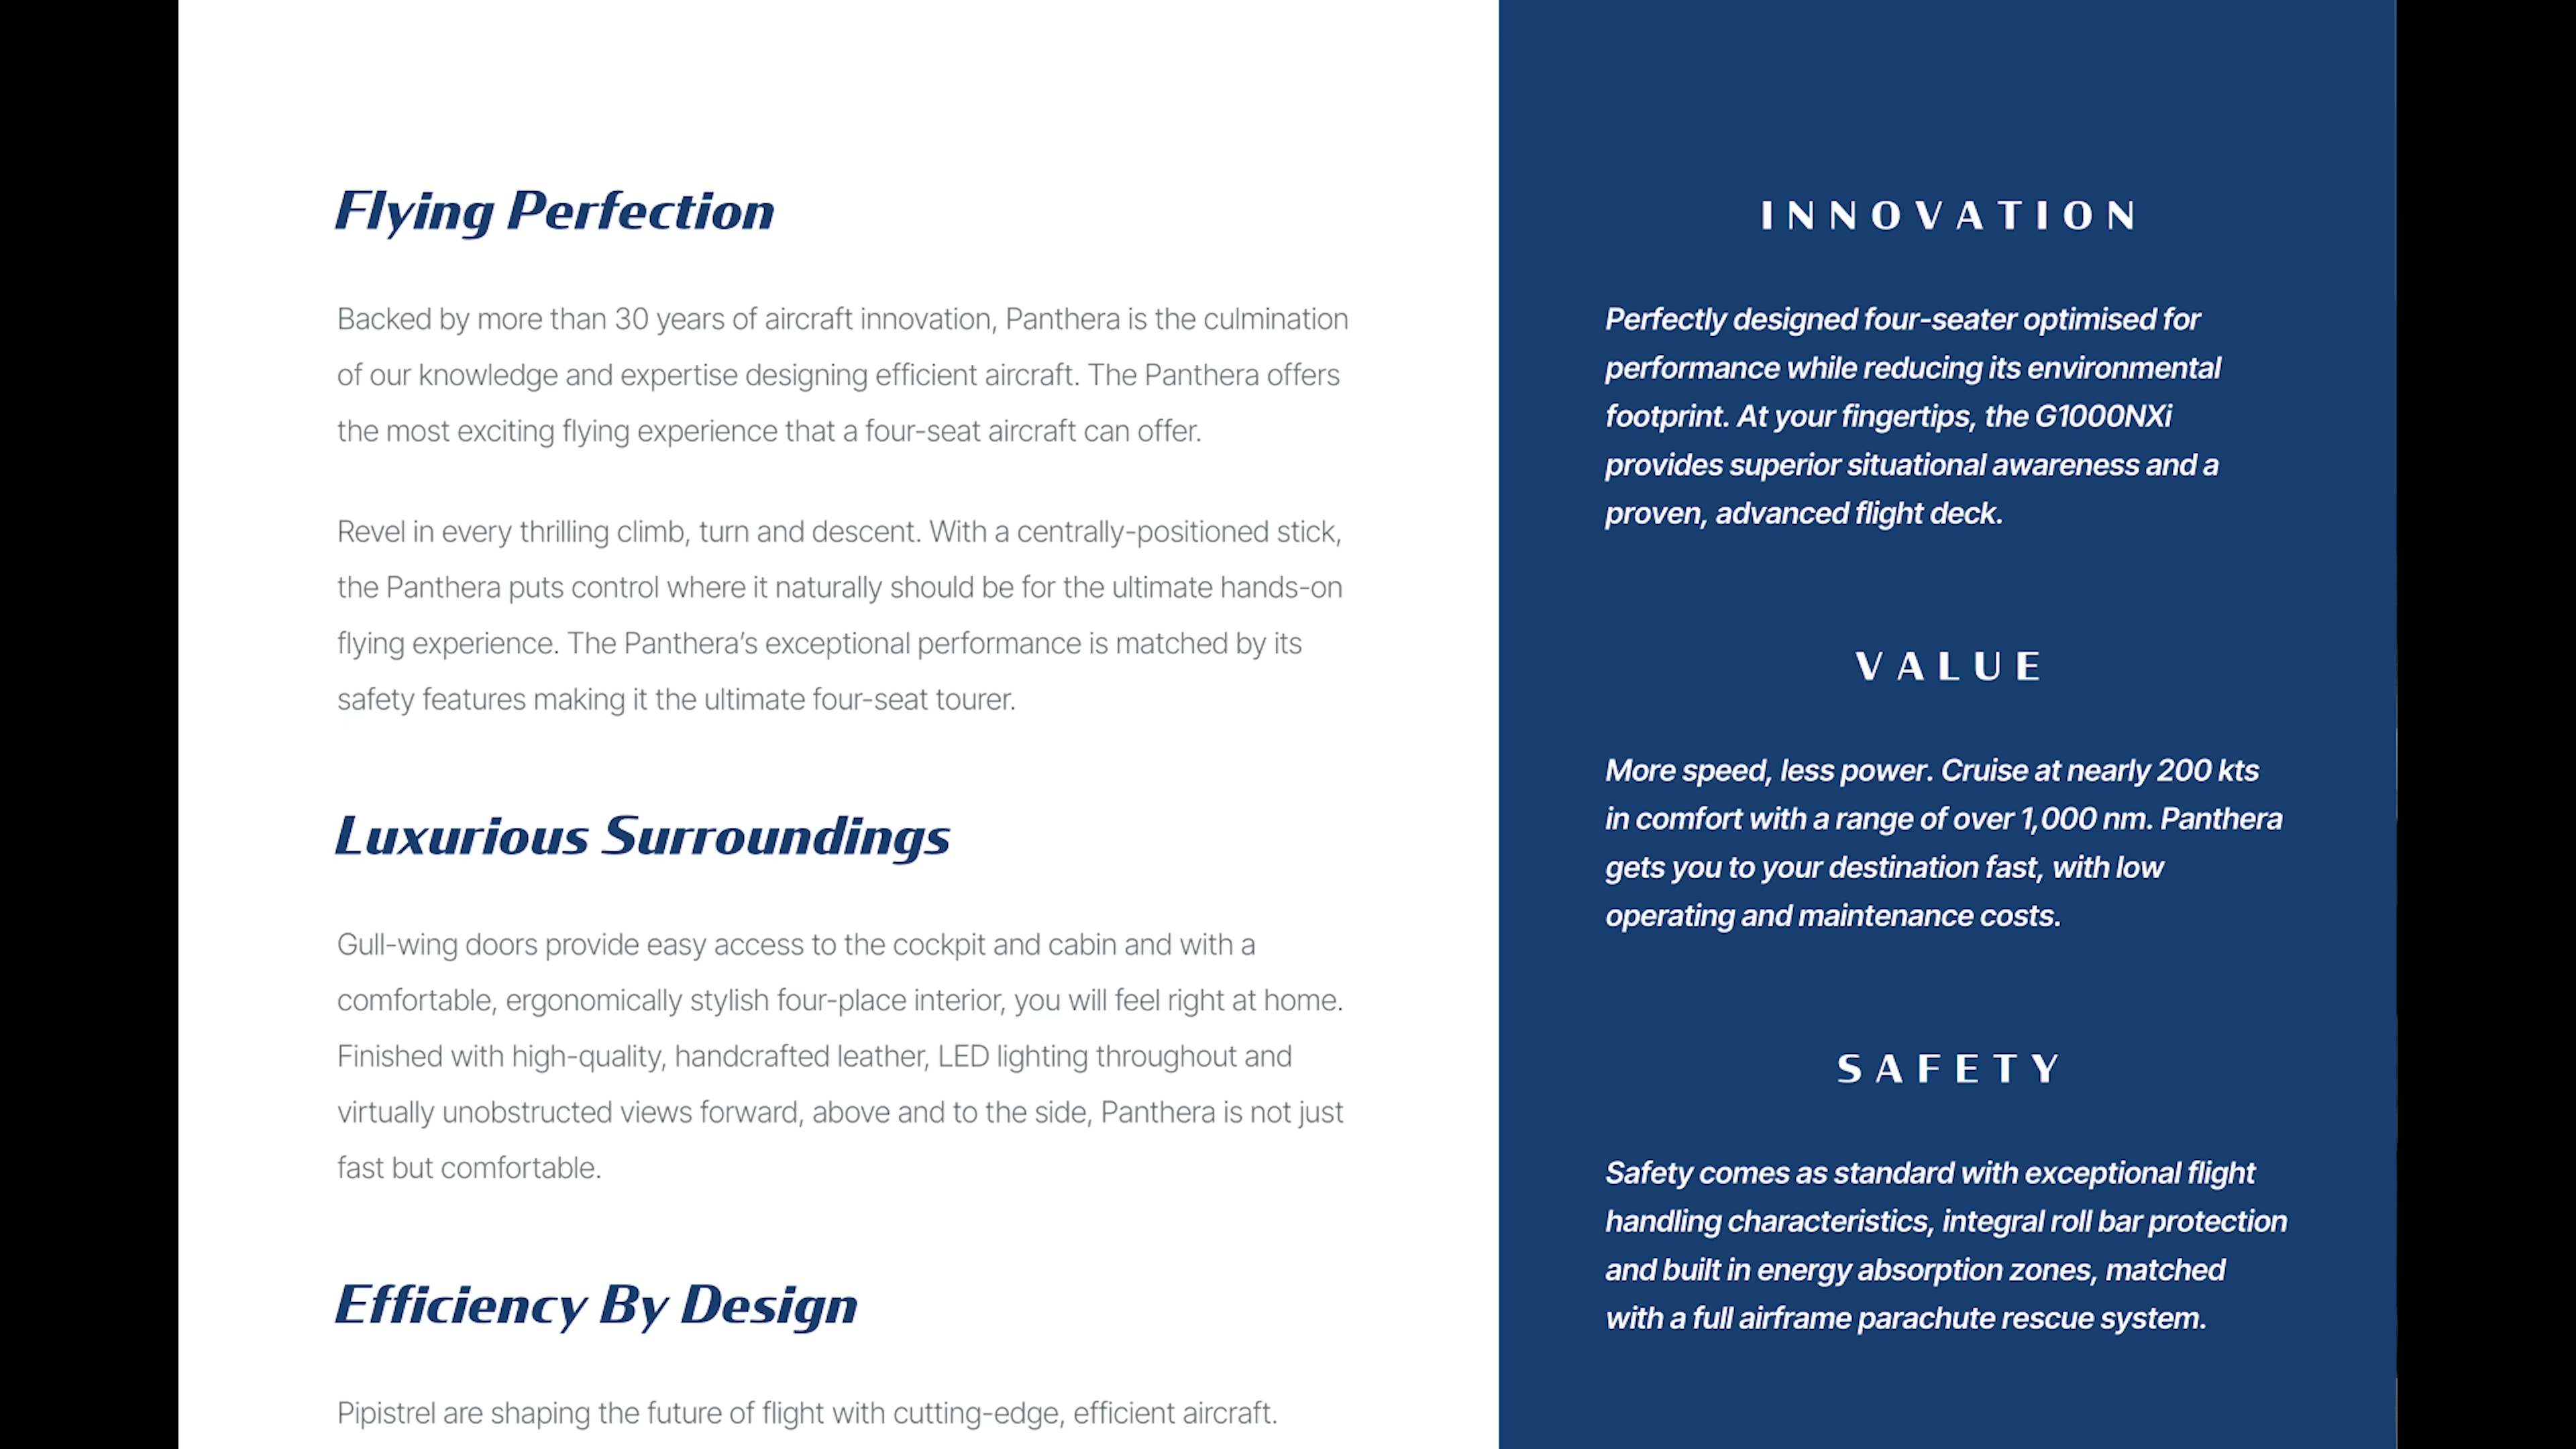 Flying Perfection
Backed by more than 30 years of aircraft innovation, Panthera is the culmination
of our knowledge and expertise designing efficient aircraft. The Panthera offers
the most exciting flying experience that a four-seat aircraft can offer.
Revel in every thrilling climb, turn and descent. With a centrally-positioned stick,
the Panthera puts control where it naturally should be for the ultimate hands-on
flying experience. The Panthera’s exceptional performance is matched by its
safety features making it the ultimate four-seat tourer.
Luxurious Surroundings
Gull-wing doors provide easy access to the cockpit and cabin and with a
comfortable, ergonomically stylish four-place interior, you will feel right at home.
Finished with high-quality, handcrafted leather, LED lighting throughout and
virtually unobstructed views forward, above and to the side, Panthera is not just
fast but comfortable.
Efficiency By Design
Pipistrel are shaping the future of flight with cutting-edge, efficient aircraft.
INNOVATION
Perfectly designed four-seater optimised for
performance while reducing its environmental
footprint. At your fingertips, the G1000NXi
provides superior situational awareness and a
proven, advanced flight deck.
VALUE
More speed, less power. Cruise at nearly 200 kts
in comfort with a range of over 1,000 nm. Panthera
gets you to your destination fast, with low
operating and maintenance costs.
SAFETY
Safety comes as standard with exceptional flight
handling characteristics, integral roll bar protection
and built in energy absorption zones, matched
with a full airframe parachute rescue system.